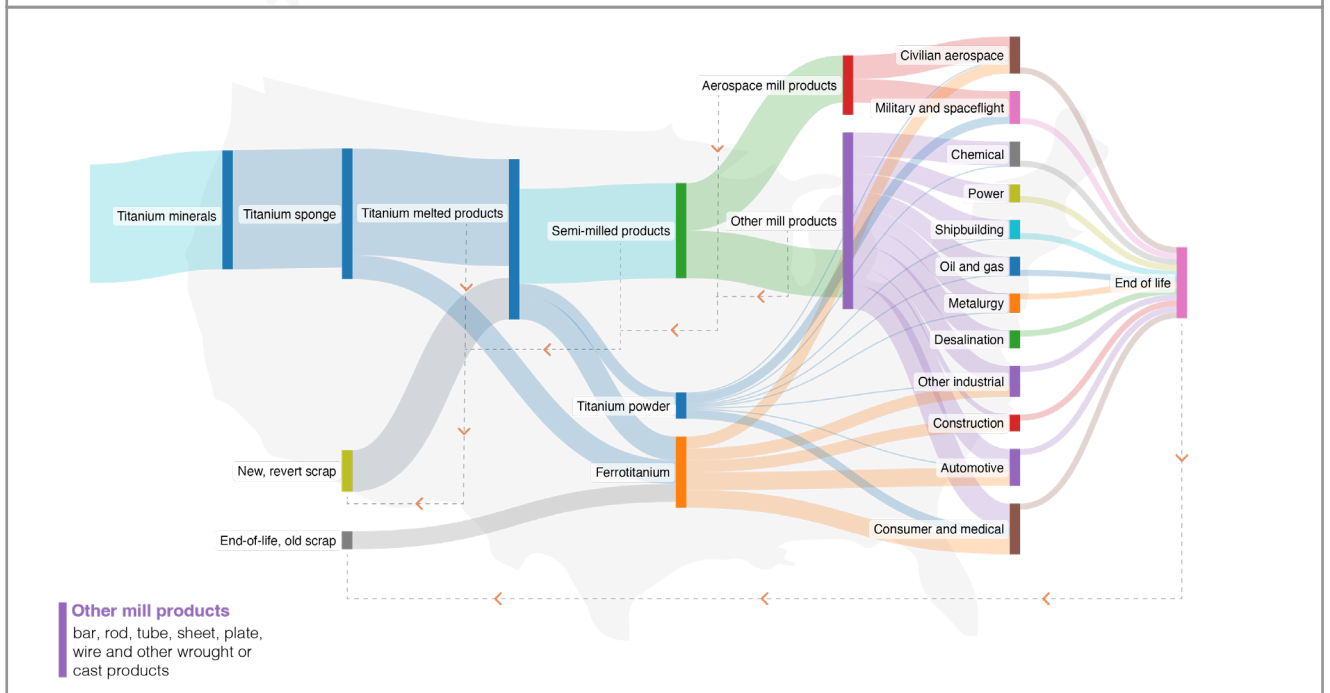 Civilian aerospace
Aerospace mill products
Military and spaceflight
Chemical
Power
Titanium minerals
Titanium sponge
Titanium melted products
Semi-milled products
Other mill products
Shipbuilding
Oil and gas
End of life
Metalurgy
Desalination
Other industrial
Titanium powder
Construction
New, revert scrap
Ferrotitanium
Automotive
End-of-life, old scrap
Consumer and medical
Other mill products
bar, rod, tube, sheet, plate,
wire and other wrought or
cast products